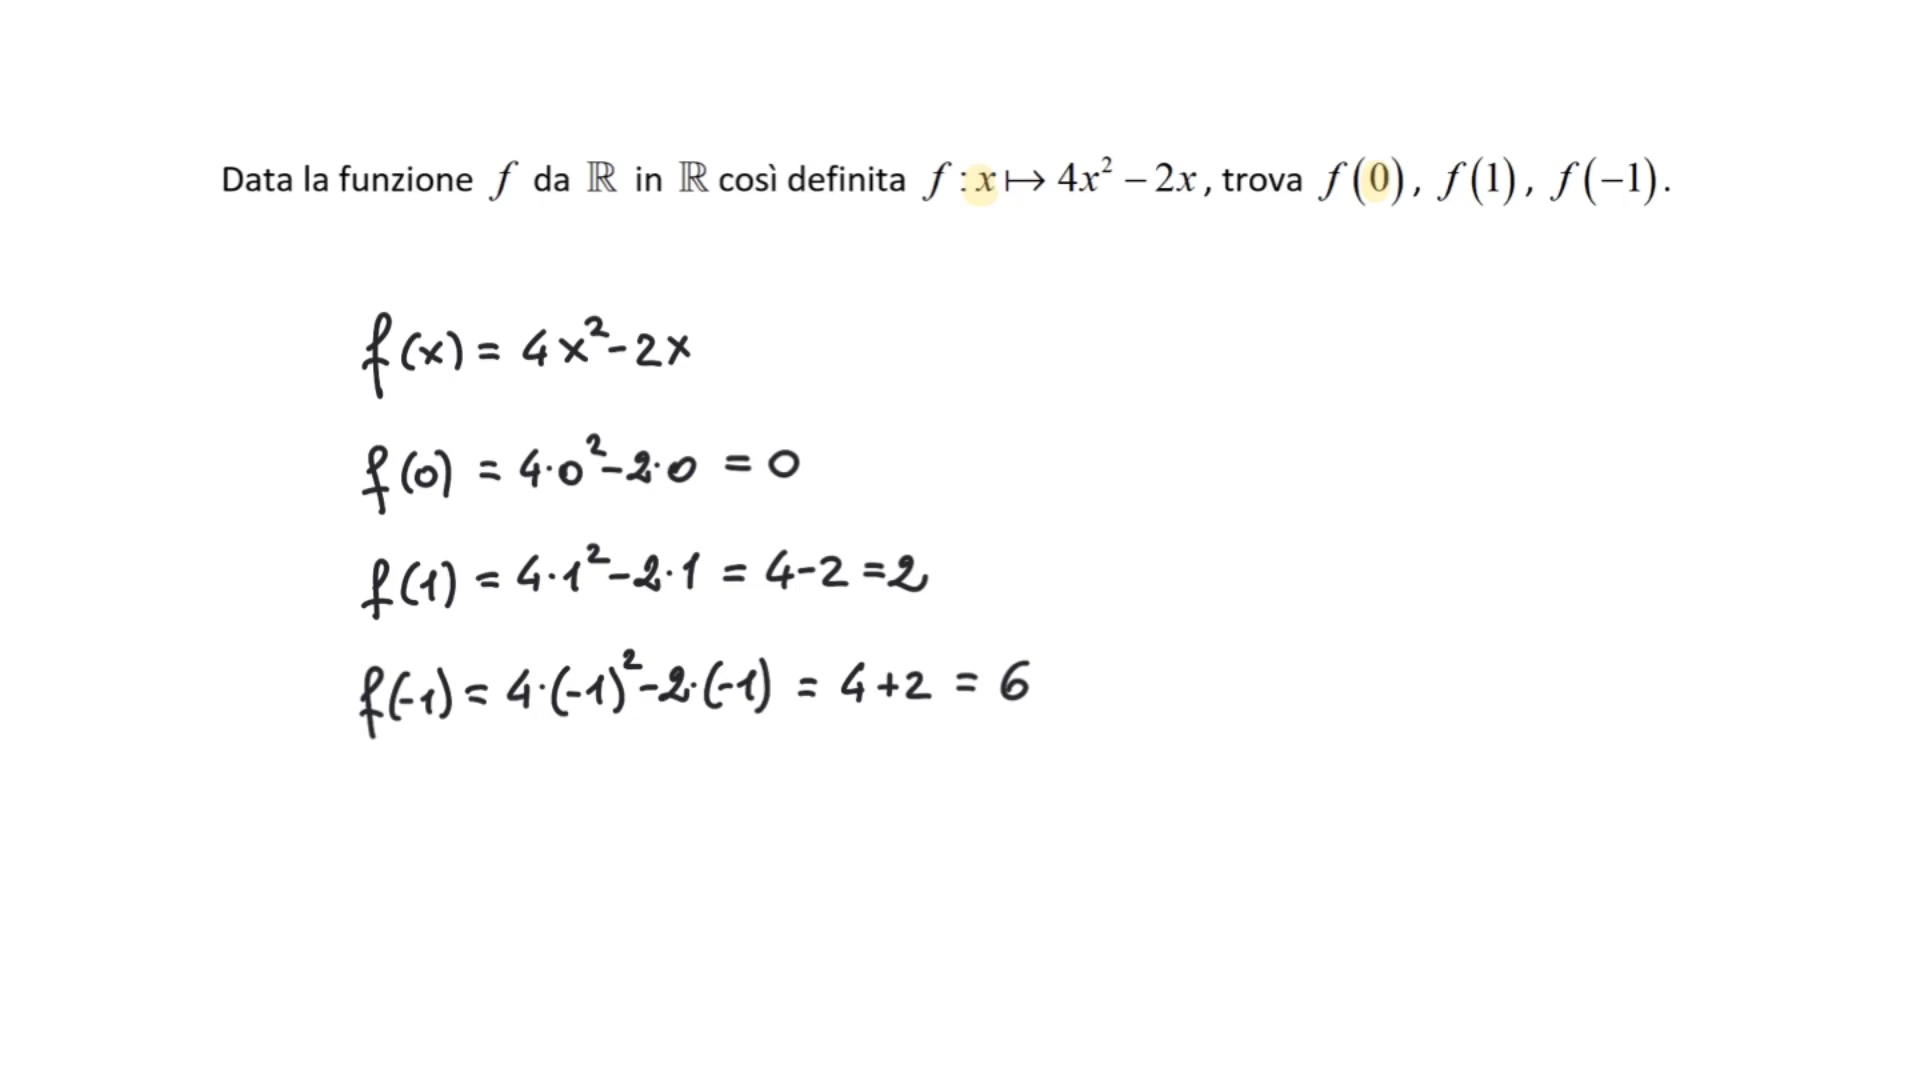 Data la funzione f da ℝ in ℝ così definita f : x ↦ 4x² − 2x, trova f(0), f(1), f(−1).
f(x) = 4x²-2x
f(0) = 4·0²-2·0 = 0
f(1) = 4·1²-2·1 = 4-2 =2
f(-1) = 4·(-1)²-2·(-1) = 4+2 = 6